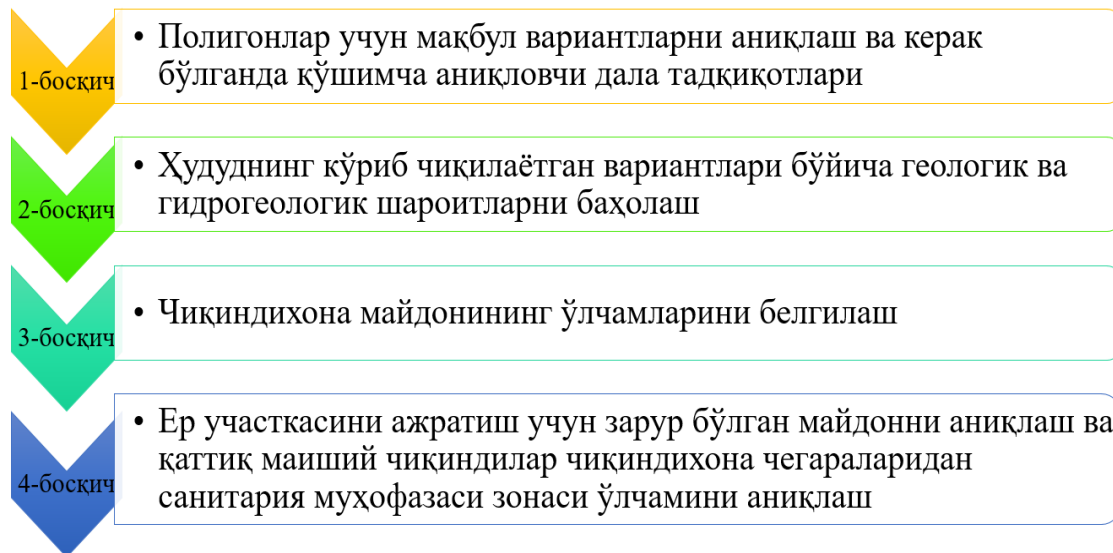 1-босқич
• Полигонлар учун мақбул вариантларни аниқлаш ва керак
бўлганда қўшимча аниқловчи дала тадқиқотлари
2-босқич
• Ҳудуднинг кўриб чиқилаётган вариантлари бўйича геологик ва
гидрогеологик шароитларни баҳолаш
3-босқич
• Чиқиндихона майдонининг ўлчамларини белгилаш
4-босқич
• Ер участкасини ажратиш учун зарур бўлган майдонни аниқлаш ва
қаттиқ маиший чиқиндилар чиқиндихона чегараларидан
санитария муҳофазаси зонаси ўлчамини аниқлаш